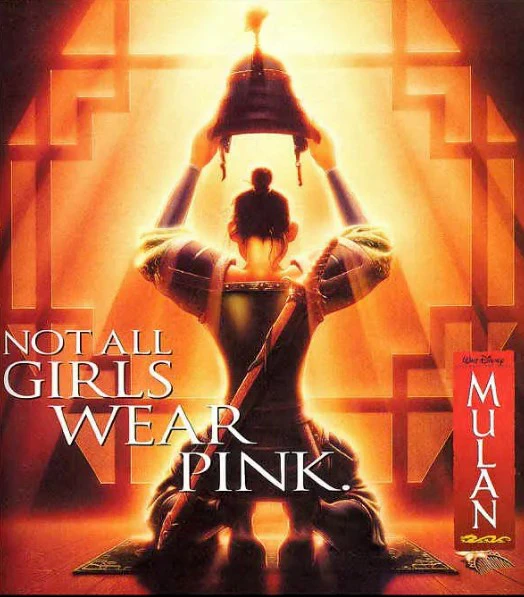 NOT ALL
GIRLS
WEAR
PINK.
Walt Disney
MULAN